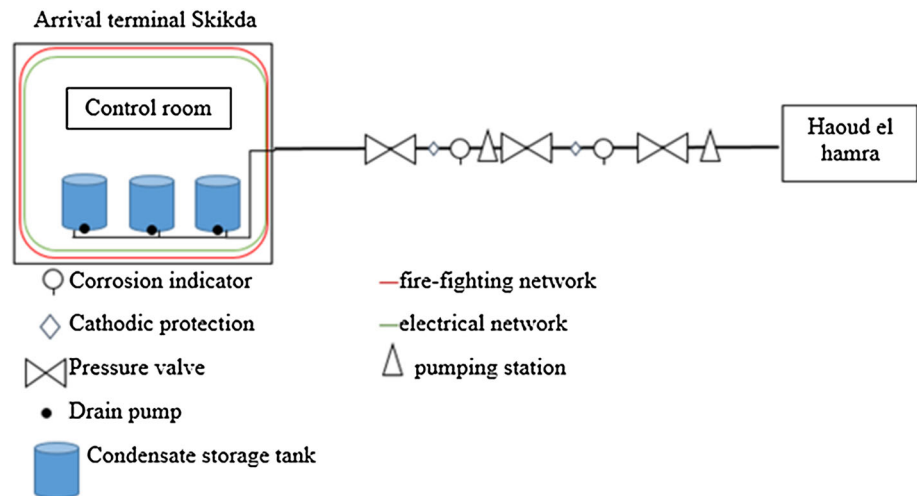 Arrival terminal Skikda
Control room
Haoud el
hamra
Corrosion indicator
Cathodic protection
Pressure valve
Drain pump
Condensate storage tank
fire-fighting network
electrical network
pumping station